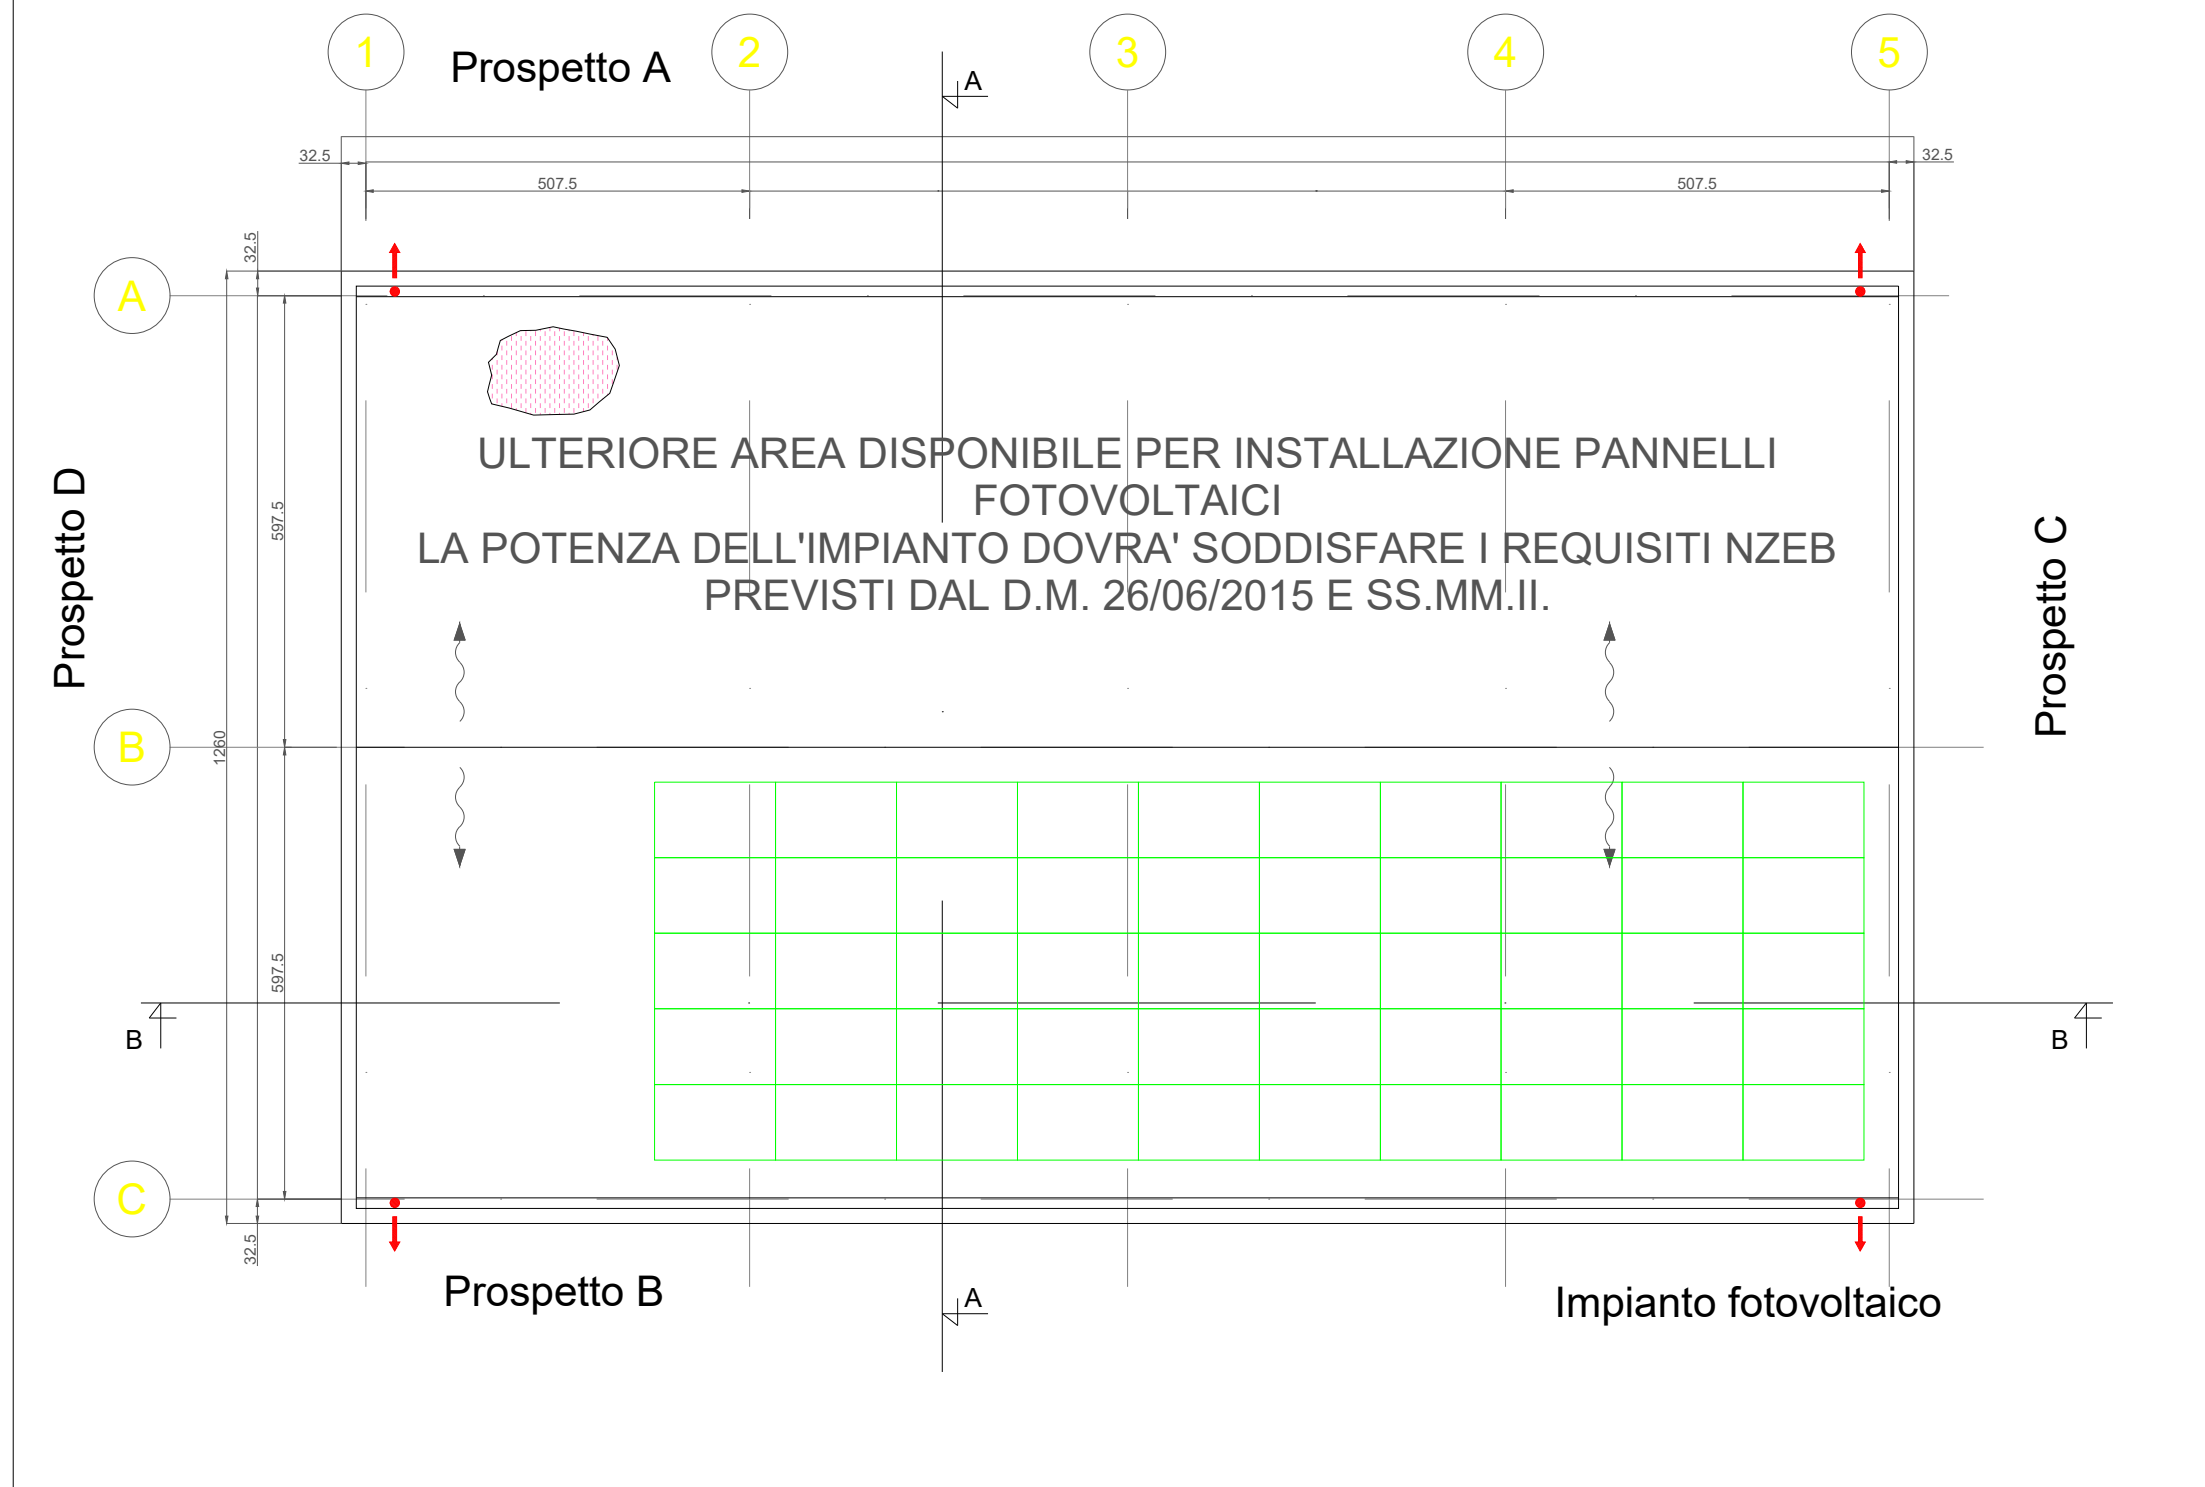 1
2
3
4
5
Prospetto A
A
32.5
32.5
507.5
507.5
32.5
A
ULTERIORE AREA DISPONIBILE PER INSTALLAZIONE PANNELLI
FOTOVOLTAICI
LA POTENZA DELL'IMPIANTO DOVRA' SODDISFARE I REQUISITI NZEB
PREVISTI DAL D.M. 26/06/2015 E SS.MM.II.
Prospetto D
597.5
Prospetto C
B
1260
597.5
B
B
C
32.5
Prospetto B
A
Impianto fotovoltaico